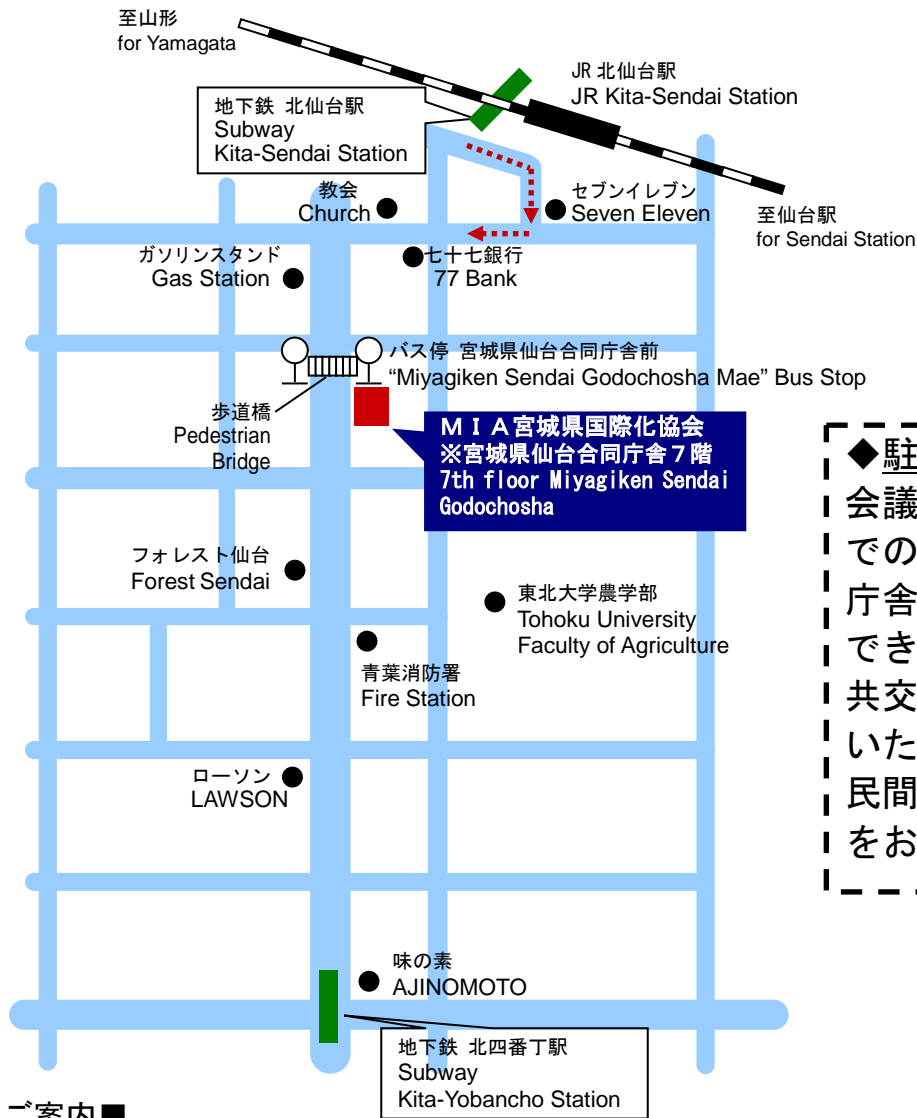 至山形
for Yamagata
JR 北仙台駅
JR Kita-Sendai Station
地下鉄 北仙台駅
Subway
Kita-Sendai Station
教会
Church
セブンイレブン
Seven Eleven
至仙台駅
for Sendai Station
ガソリンスタンド
Gas Station
七十七銀行
77 Bank
バス停 宮城県仙台合同庁舎前
“Miyagiken Sendai Godochosha Mae” Bus Stop
歩道橋
Pedestrian
Bridge
ＭＩＡ宮城県国際化協会
※宮城県仙台合同庁舎７階
7th floor Miyagiken Sendai
Godochosha
◆駐
会議
での
庁舎
でき
共交
いた
民間
をお
フォレスト仙台
Forest Sendai
東北大学農学部
Tohoku University
Faculty of Agriculture
青葉消防署
Fire Station
ローソン
LAWSON
味の素
AJINOMOTO
地下鉄 北四番丁駅
Subway
Kita-Yobancho Station
ご案内■